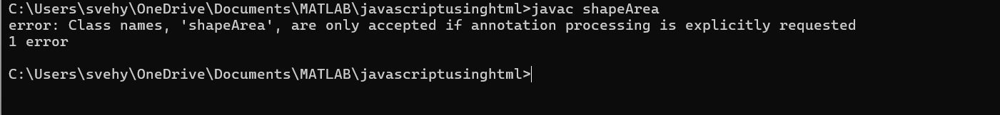 C:\Users\svehy\OneDrive\Documents\MATLAB\javascriptusinghtml>javac shapeArea
error: Class names, 'shapeArea', are only accepted if annotation processing is explicitly requested
1 error
C:\Users\svehy\OneDrive\Documents\MATLAB\javascriptusinghtml>